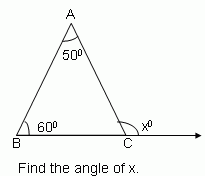 A
50⁰
60⁰ x⁰
B C
Find the angle of x.